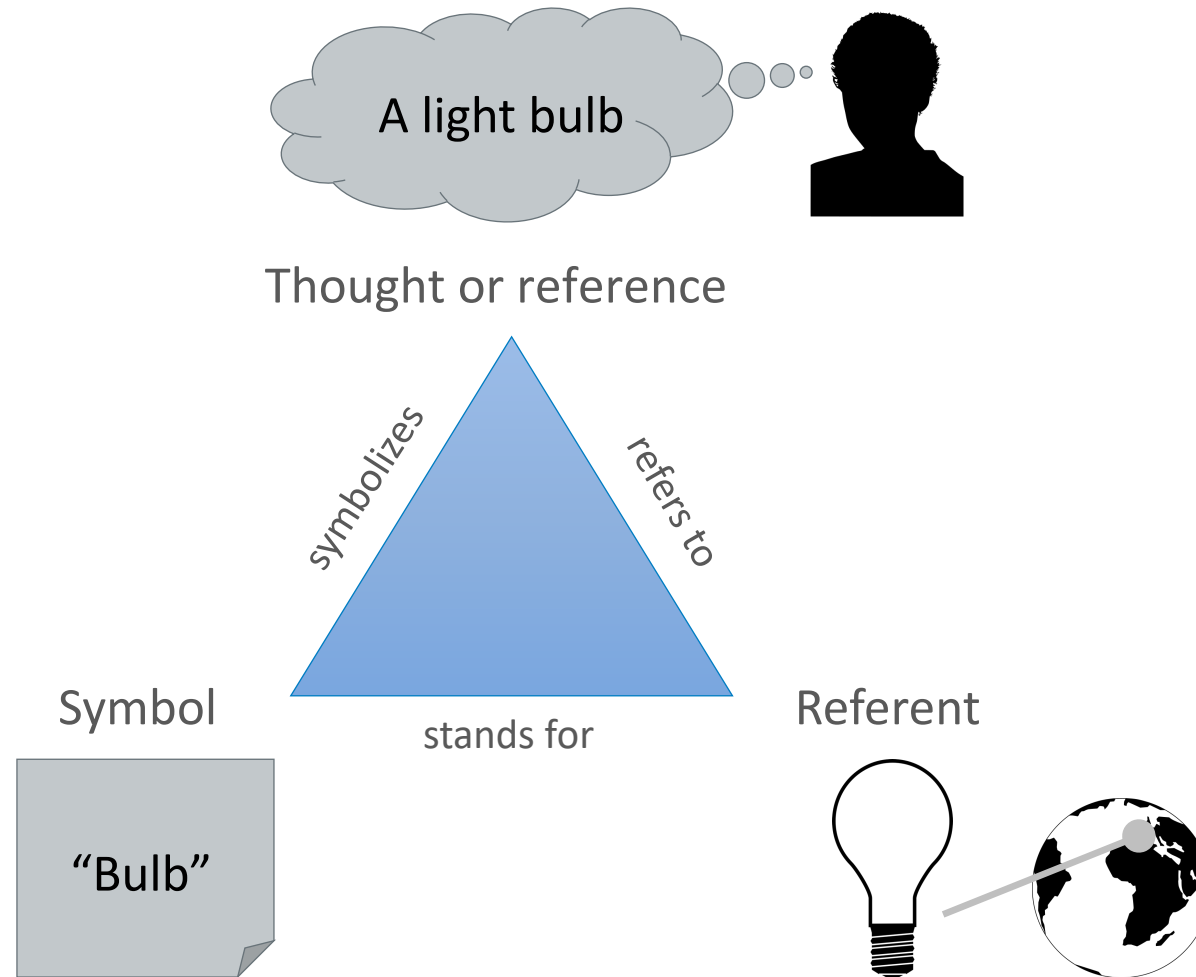 A light bulb
Thought or reference
symbolizes
refers to
Symbol
Referent
stands for
“Bulb”